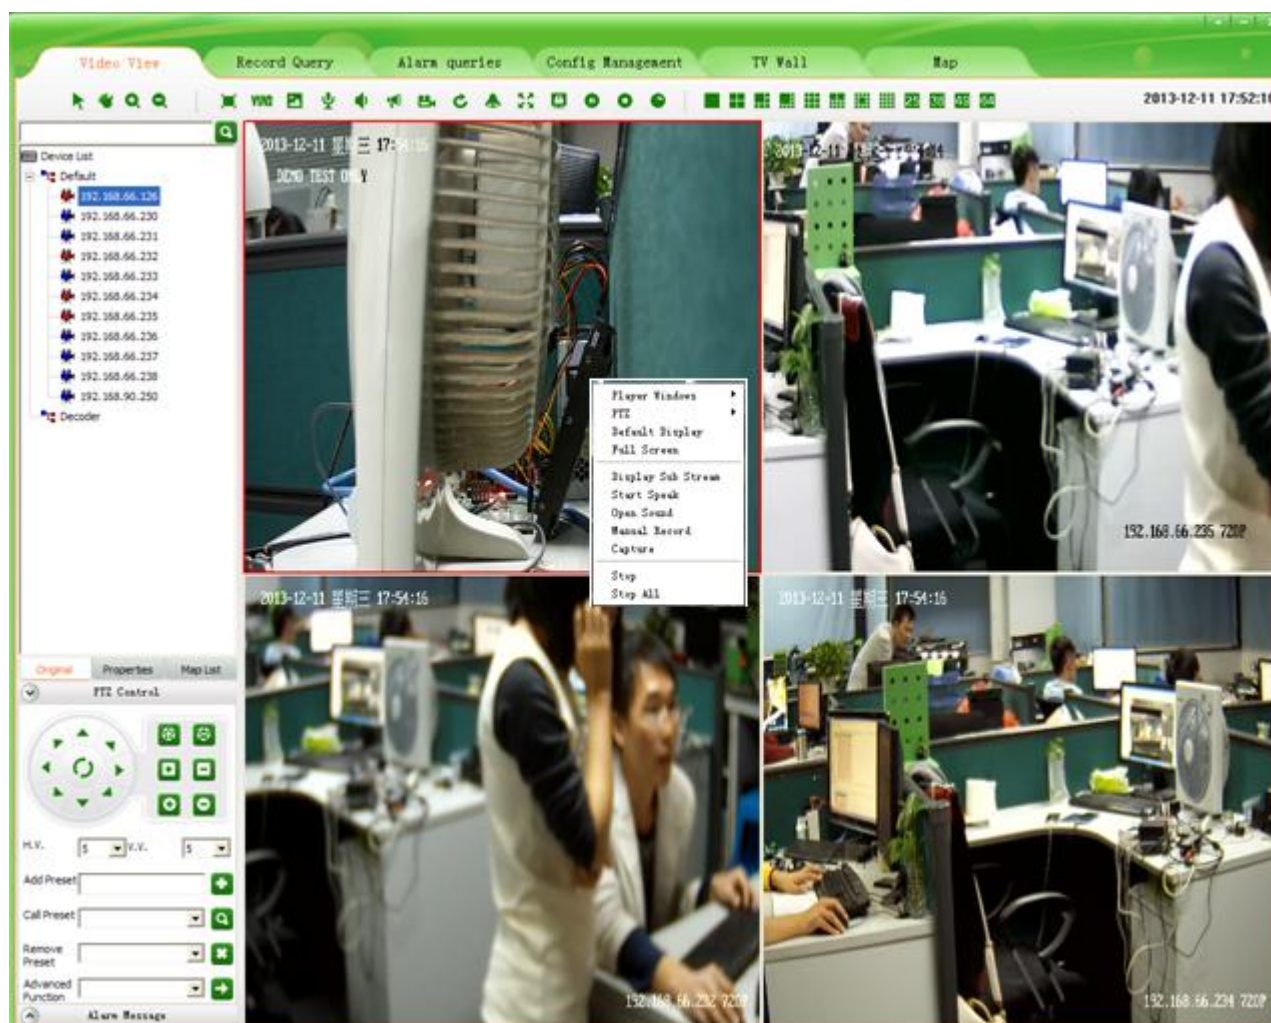 Video View
Record Query
Alarm queries
Config Management
TV Wall
Map
2013-12-11 17:52:16
Device List
Default
192.168.66.126
192.168.66.230
192.168.66.231
192.168.66.232
192.168.66.233
192.168.66.234
192.168.66.235
192.168.66.236
192.168.66.237
192.168.66.238
192.168.90.250
Decoder
2013-12-11 星期三 17:54:16
DEMO TEST ONLY
Player Windows
PTZ
Default Display
Full Screen
Display Sub Stream
Start Speak
Open Sound
Manual Record
Capture
Stop
Stop All
192.168.66.235 720P
2013-12-11 星期三 17:54:16
192.168.66.232 720P
2013-12-11 星期三 17:54:16
192.168.66.234 720P
Original
Properties
Map List
PTZ Control
H.V.
5
V.V.
5
Add Preset
Call Preset
Remove
Preset
Advanced
Function
Alarm Message